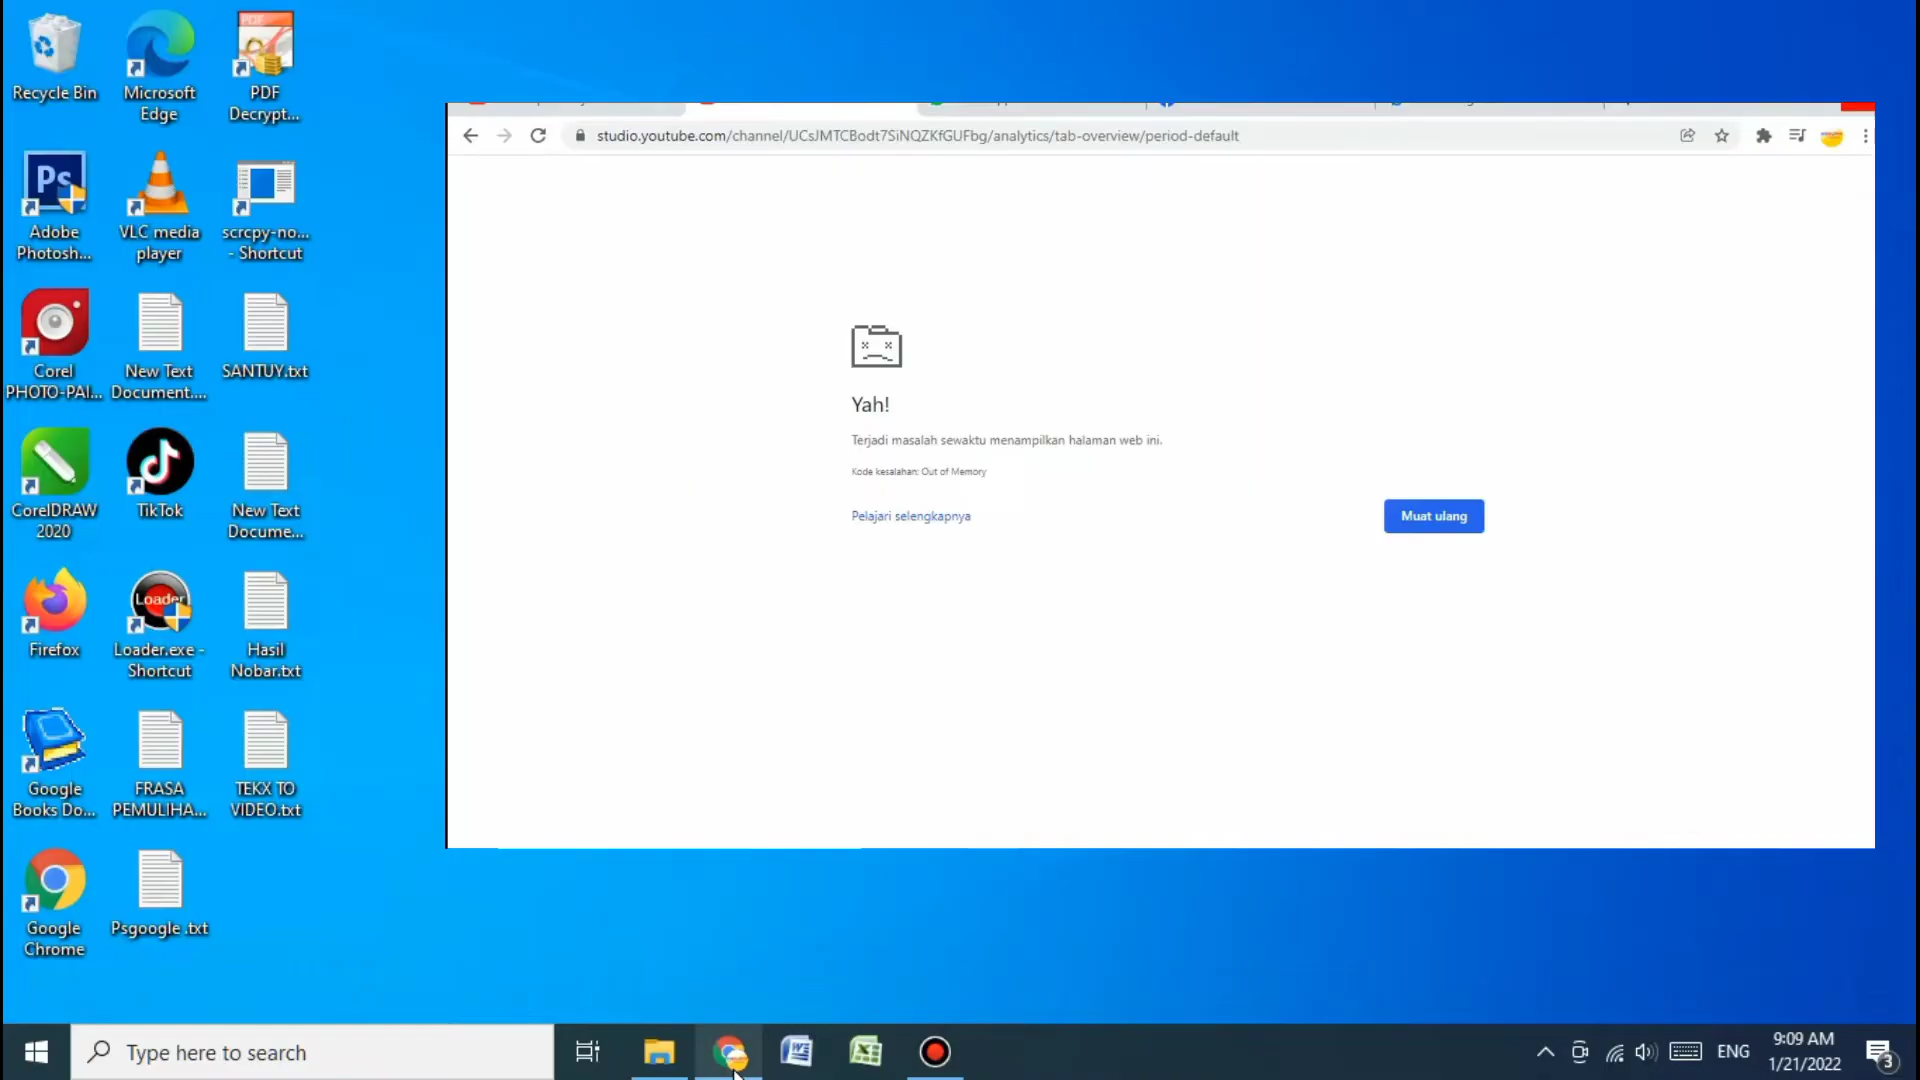 Recycle Bin
Microsoft
Edge
PDF
PDF
Decrypt...
Ps
Adobe
Photosh...
VLC media
player
scrcpy-no...
- Shortcut
Corel
PHOTO-PAI...
New Text
Document....
SANTUY.txt
CorelDRAW
2020
TikTok
New Text
Docume...
Firefox
Loader
Loader.exe -
Shortcut
Hasil
Nobar.txt
Google
Books Do...
FRASA
PEMULIHA...
TEKX TO
VIDEO.txt
Google
Chrome
Psgoogle .txt
studio.youtube.com/channel/UCsJMTCBodt7SiNQZKfGUFbg/analytics/tab-overview/period-default
Yah!
Terjadi masalah sewaktu menampilkan halaman web ini.
Kode kesalahan: Out of Memory
Pelajari selengkapnya
Muat ulang
Type here to search
ENG
9:09 AM
1/21/2022
3